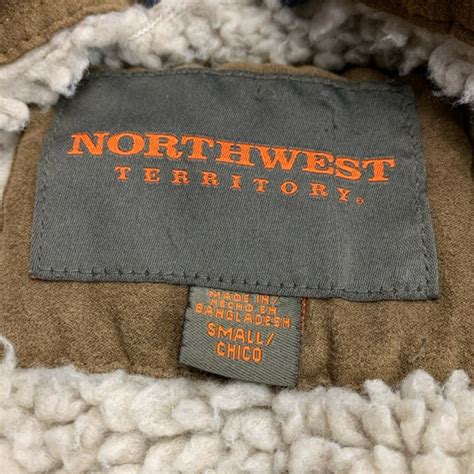 NORTHWEST
TERRITORY®
MADE IN/
HECHO EN
BANGLADESH
SMALL/
CHICO